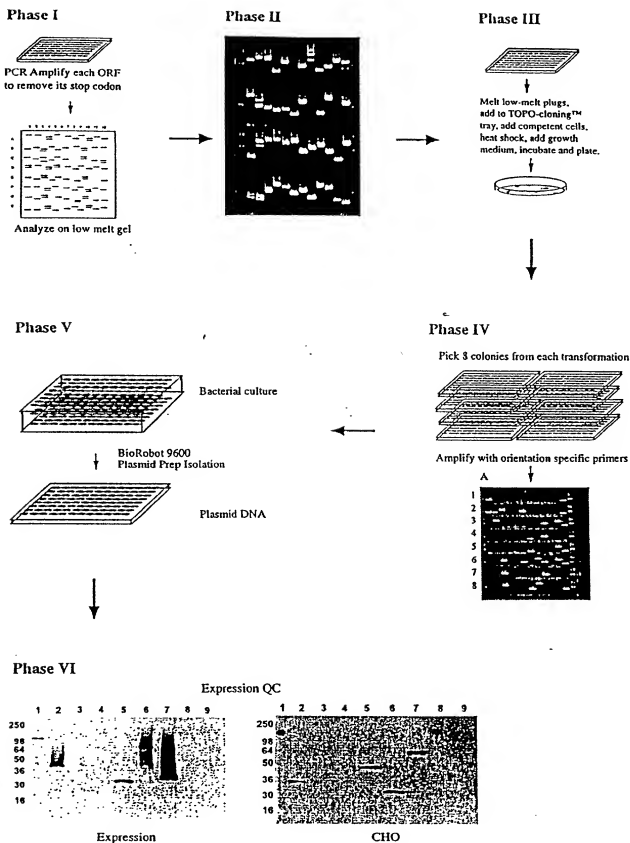 Phase I
PCR Amplify each ORF
to remove its stop codon
Analyze on low melt gel
Phase II
Phase III
Melt low-melt plugs,
add to TOPO-cloning™
tray, add competent cells,
heat shock, add growth
medium, incubate and plate.
Phase IV
Pick 8 colonies from each transformation
Amplify with orientation specific primers
A
1
2
3
4
5
6
7
8
Phase V
Bacterial culture
BioRobot 9600
Plasmid Prep Isolation
Plasmid DNA
Phase VI
Expression QC
1 2 3 4 5 6 7 8 9
250
98
64
50
36
30
16
Expression
1 2 3 4 5 6 7 8 9
250
98
64
50
36
30
16
CHO